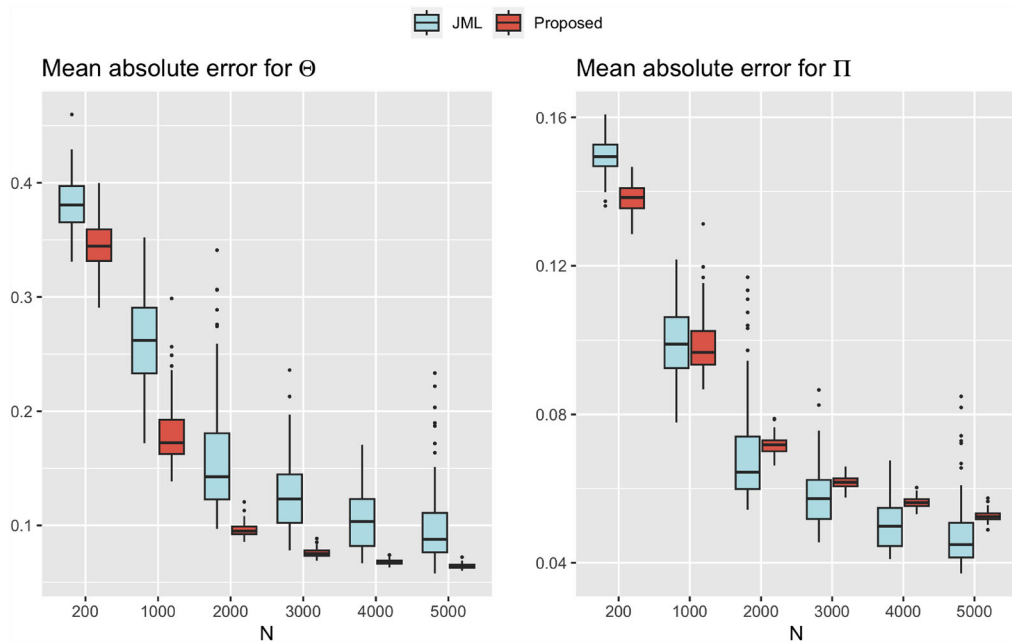 JML Proposed
Mean absolute error for Θ
0.4
0.3
0.2
0.1
200 1000 2000 3000 4000 5000
N
Mean absolute error for Π
0.16
0.12
0.08
0.04
200 1000 2000 3000 4000 5000
N